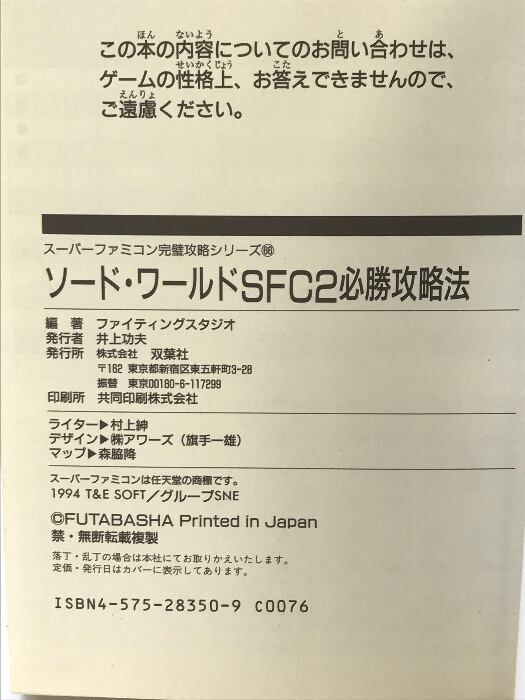 この本の内容についてのお問い合わせは、
ゲームの性格上、お答えできませんので、
ご遠慮ください。
スーパーファミコン完璧攻略シリーズ66
ソード・ワールドSFC2必勝攻略法
編 著 ファイティングスタジオ
発行者 井上功夫
発行所 株式会社 双葉社
〒162 東京都新宿区東五軒町3-28
振替 東京00180-6-117299
印刷所 共同印刷株式会社
ライター▶村上紳
デザイン▶㈱アワーズ（旗手一雄）
マップ▶森脇降
スーパーファミコンは任天堂の商標です。
1994 T&E SOFT／グループSNE
©FUTABASHA Printed in Japan
禁・無断転載複製
落丁・乱丁の場合は本社にてお取りかえいたします。
定価・発行日はカバーに表示してあります。
ISBN4-575-28350-9 C0076